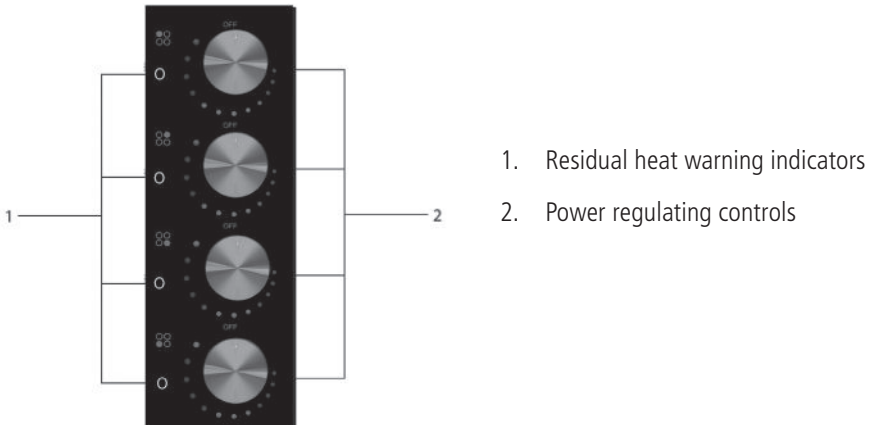 OFF
OFF
OFF
OFF
1
2
1. Residual heat warning indicators
2. Power regulating controls